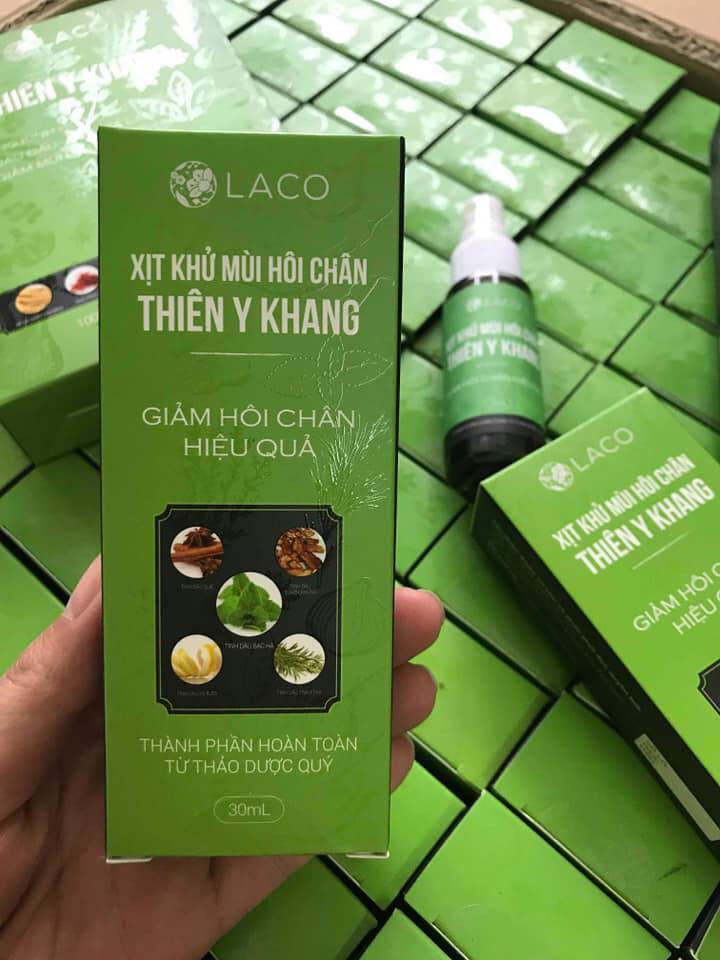 LACO
XỊT KHỬ MÙI HÔI CHÂN
THIÊN Y KHANG
GIẢM HÔI CHÂN
HIỆU QUẢ
TINH DẦU BẠC HÀ
THÀNH PHẦN HOÀN TOÀN
TỪ THẢO DƯỢC QUÝ
30mL
LACO
THIÊN Y KHANG
LACO
XỊT KHỬ MÙI HÔI
THIÊN Y KHANG
LACO
XỊT KHỬ MÙI HÔI CHÂN
THIÊN Y KHANG
GIẢM HÔI
HIỆU